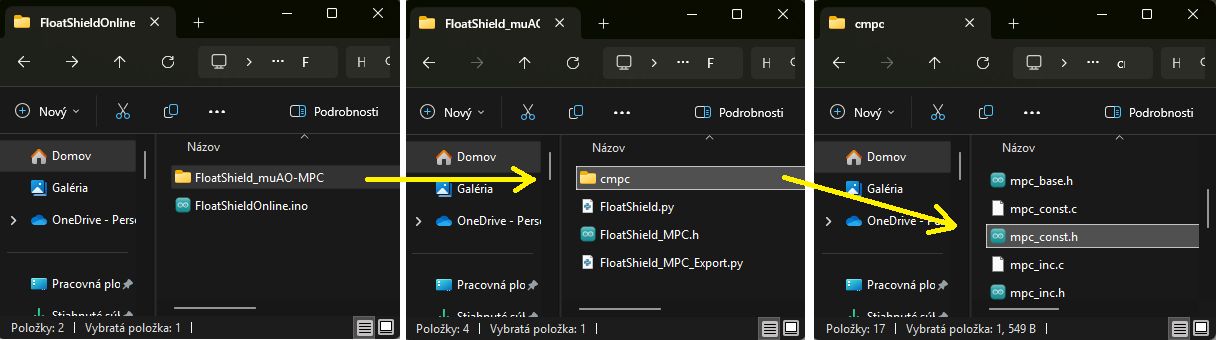 FloatShieldOnline
F
H
Nový
Podrobnosti
Domov
Galéria
OneDrive - Perso
Pracovná plo
Stiahnuté súb
Názov
FloatShield_muAO-MPC
FloatShieldOnline.ino
Položky: 2
Vybratá položka: 1
FloatShield_muAO
F
H
Nový
Podrobnosti
Domov
Galéria
OneDrive - Perso
Pracovná plo
Stiahnuté súb
Názov
cmpc
FloatShield.py
FloatShield_MPC.h
FloatShield_MPC_Export.py
Položky: 4
Vybratá položka: 1
cmpc
H
Nový
Podrobnosti
Domov
Galéria
OneDrive - Perso
Pracovná plo
Stiahnuté súb
Názov
mpc_base.h
mpc_const.c
mpc_const.h
mpc_inc.c
mpc_inc.h
Položky: 17
Vybratá položka: 1, 549 B